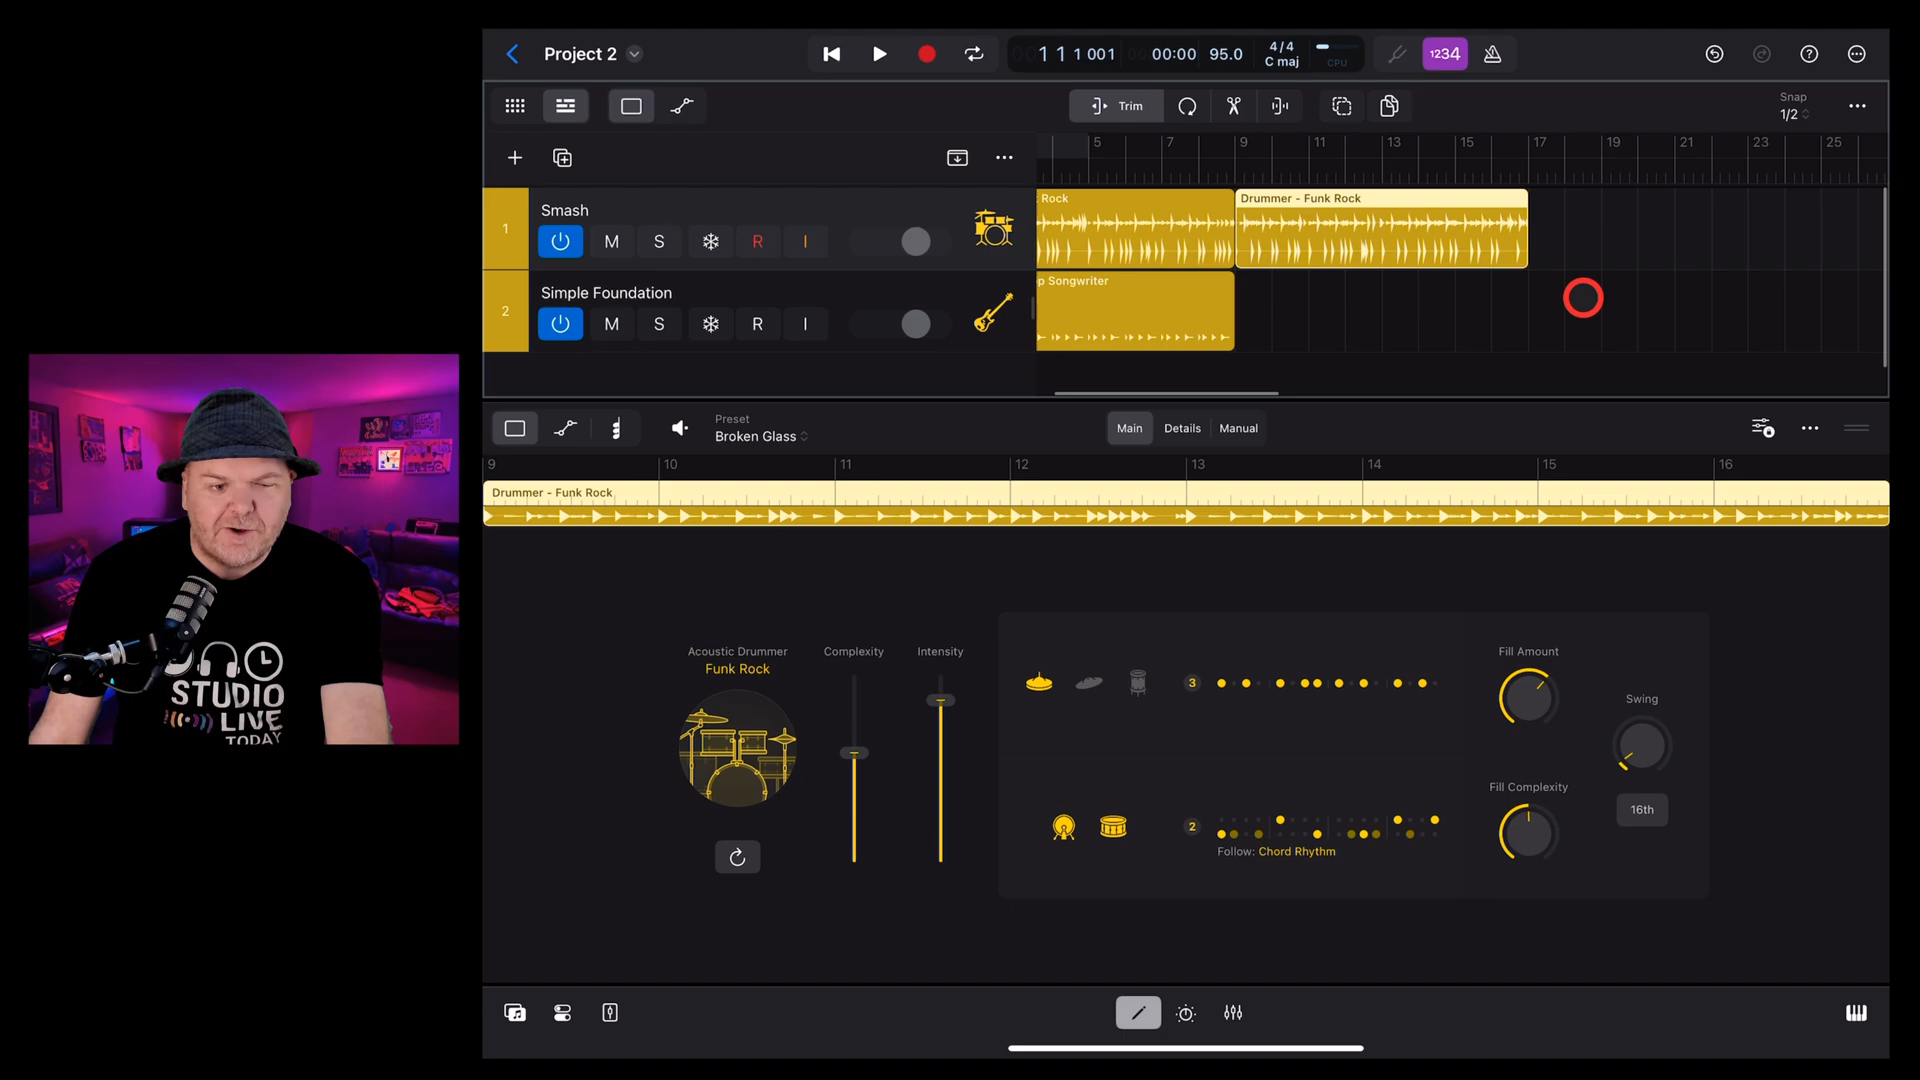 Project 2
00 1 1 1 001
00:00
95.0
4/4
C maj
CPU
1234
Trim
Snap
1/2
5
7
9
11
13
15
17
19
21
23
25
1
Smash
M
S
R
I
Rock
Drummer - Funk Rock
2
Simple Foundation
M
S
R
I
p Songwriter
Preset
Broken Glass
Main
Details
Manual
9
10
11
12
13
14
15
16
Drummer - Funk Rock
Acoustic Drummer
Funk Rock
Complexity
Intensity
3
Fill Amount
Swing
Fill Complexity
16th
2
Follow: Chord Rhythm
STUDIO
LIVE
TODAY